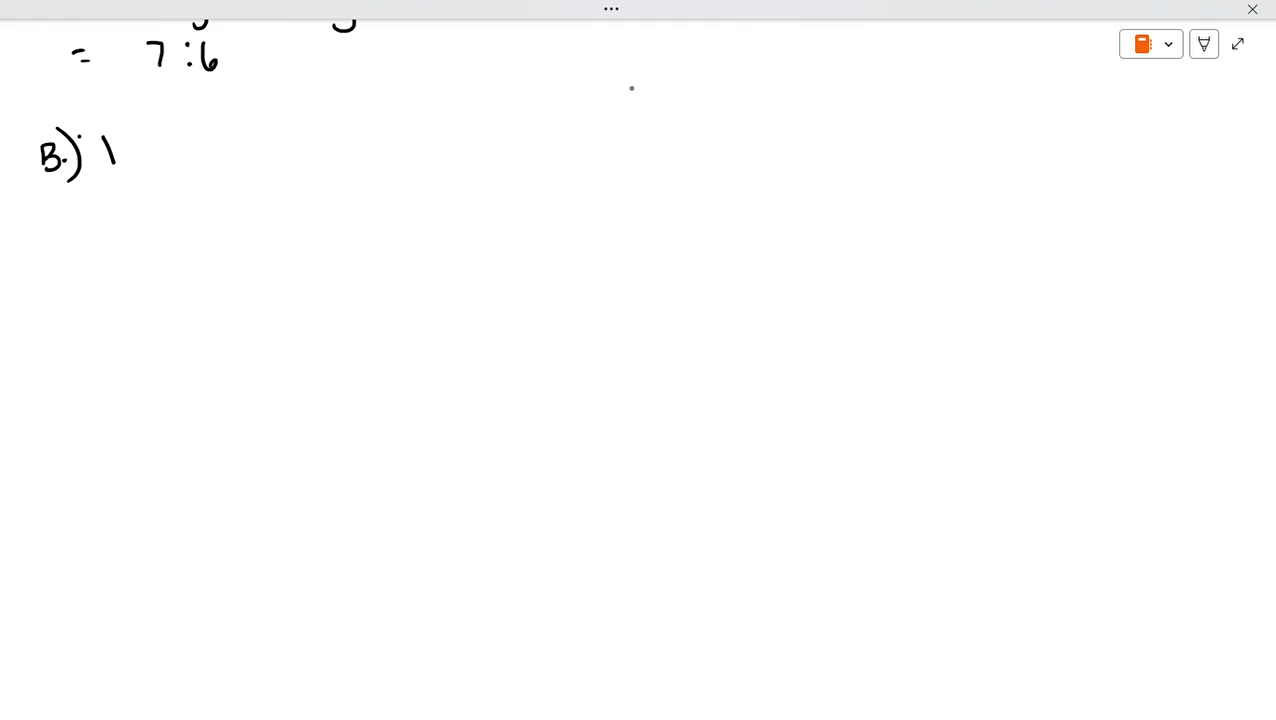 = 7:6
B.) \